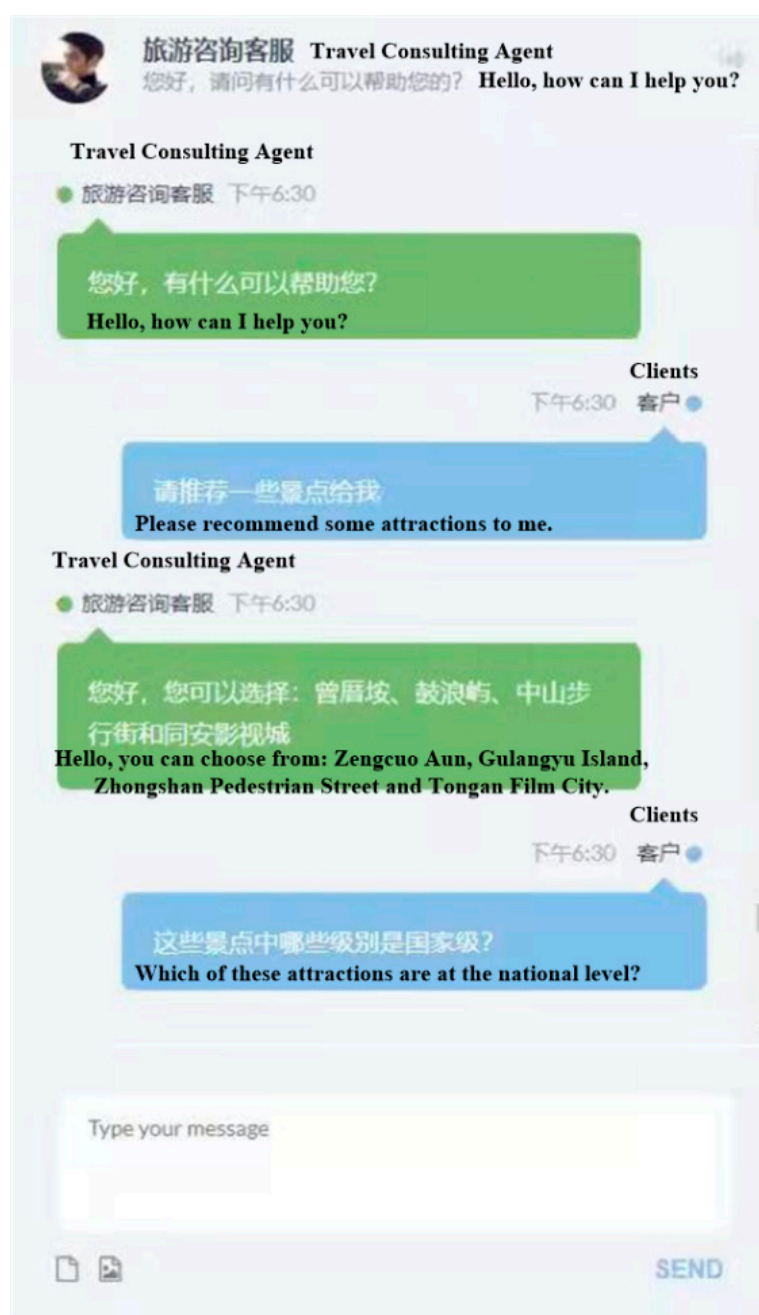 旅游咨询客服 Travel Consulting Agent
您好，请问有什么可以帮助您的？ Hello, how can I help you?
Travel Consulting Agent
旅游咨询客服 下午6:30
您好，有什么可以帮助您？
Hello, how can I help you?
Clients
下午6:30 客户
请推荐一些景点给我
Please recommend some attractions to me.
Travel Consulting Agent
旅游咨询客服 下午6:30
您好，您可以选择：曾厝垵、鼓浪屿、中山步
行街和同安影视城
Hello, you can choose from: Zengcuo Aun, Gulangyu Island,
Zhongshan Pedestrian Street and Tongan Film City.
Clients
下午6:30 客户
这些景点中哪些级别是国家级？
Which of these attractions are at the national level?
Type your message
SEND